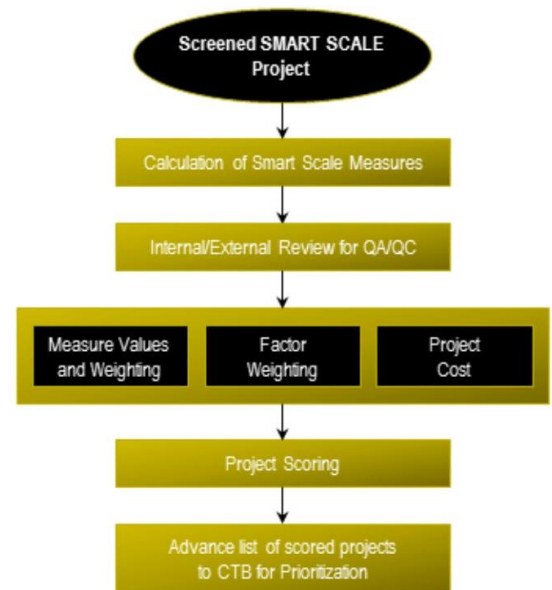 Screened SMART SCALE
Project
Calculation of Smart Scale Measures
Internal/External Review for QA/QC
Measure Values
and Weighting
Factor
Weighting
Project
Cost
Project Scoring
Advance list of scored projects
to CTB for Prioritization